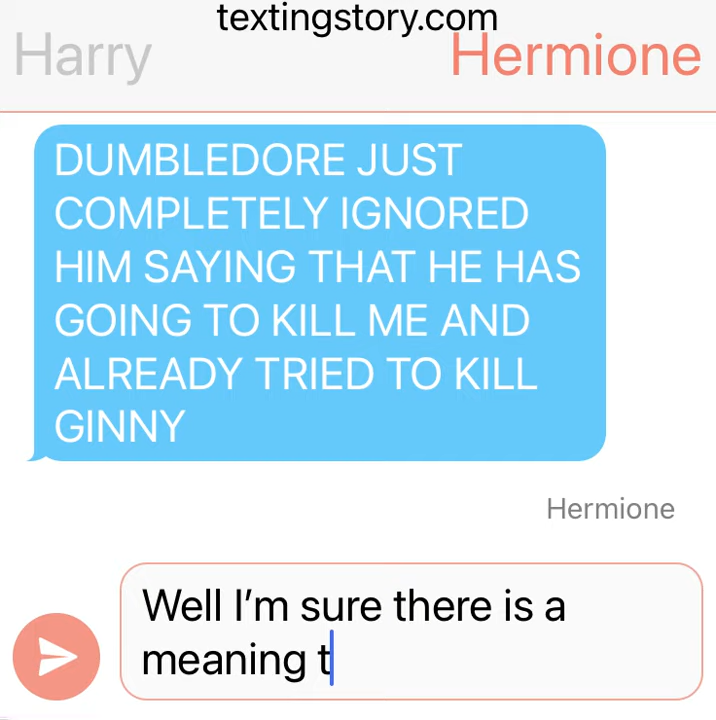 textingstory.com
Harry
Hermione
DUMBLEDORE JUST
COMPLETELY IGNORED
HIM SAYING THAT HE HAS
GOING TO KILL ME AND
ALREADY TRIED TO KILL
GINNY
Hermione
Well I’m sure there is a
meaning t